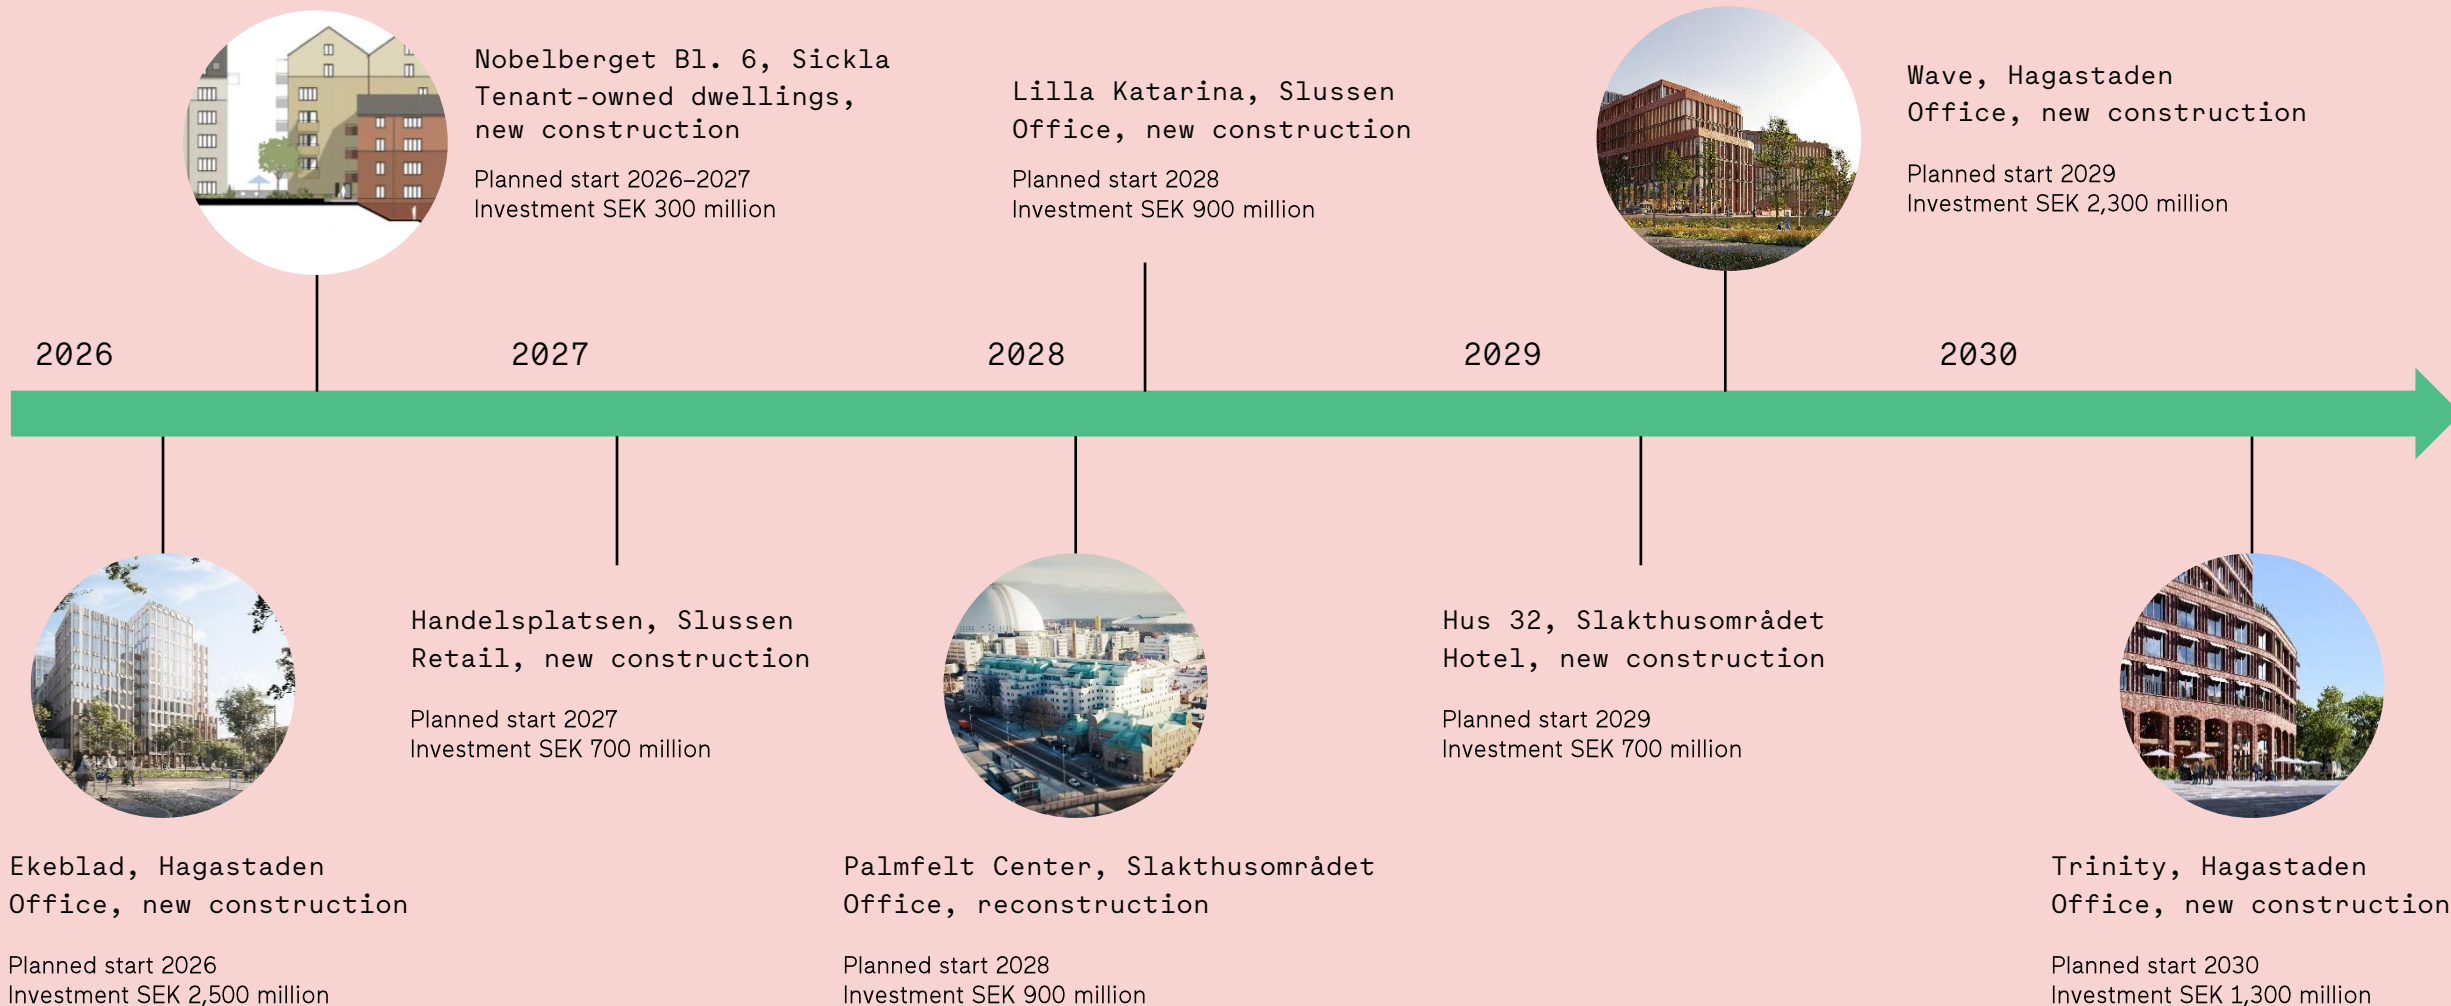 Nobelberget Bl. 6, Sickla
Tenant-owned dwellings,
new construction
Planned start 2026–2027
Investment SEK 300 million
Lilla Katarina, Slussen
Office, new construction
Planned start 2028
Investment SEK 900 million
Wave, Hagastaden
Office, new construction
Planned start 2029
Investment SEK 2,300 million
2026
2027
2028
2029
2030
Ekeblad, Hagastaden
Office, new construction
Planned start 2026
Investment SEK 2,500 million
Handelsplatsen, Slussen
Retail, new construction
Planned start 2027
Investment SEK 700 million
Palmfelt Center, Slakthusområdet
Office, reconstruction
Planned start 2028
Investment SEK 900 million
Hus 32, Slakthusområdet
Hotel, new construction
Planned start 2029
Investment SEK 700 million
Trinity, Hagastaden
Office, new construction
Planned start 2030
Investment SEK 1,300 million